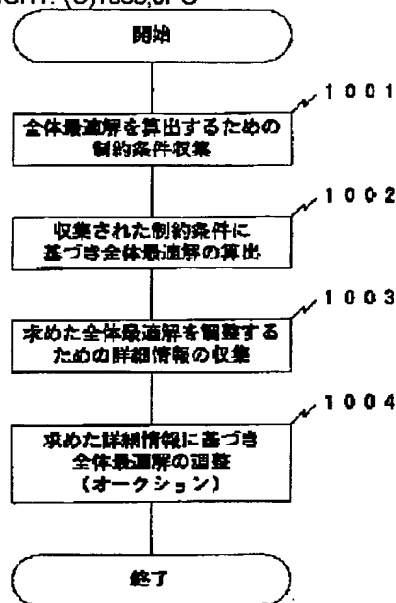 COPYRIGHT: (C)1999,JPO
開始
1001
全体最適解を算出するための
制約条件収集
1002
収集された制約条件に
基づき全体最適解の算出
1003
求めた全体最適解を調整する
ための詳細情報の収集
1004
求めた詳細情報に基づき
全体最適解の調整
(オークション)
終了